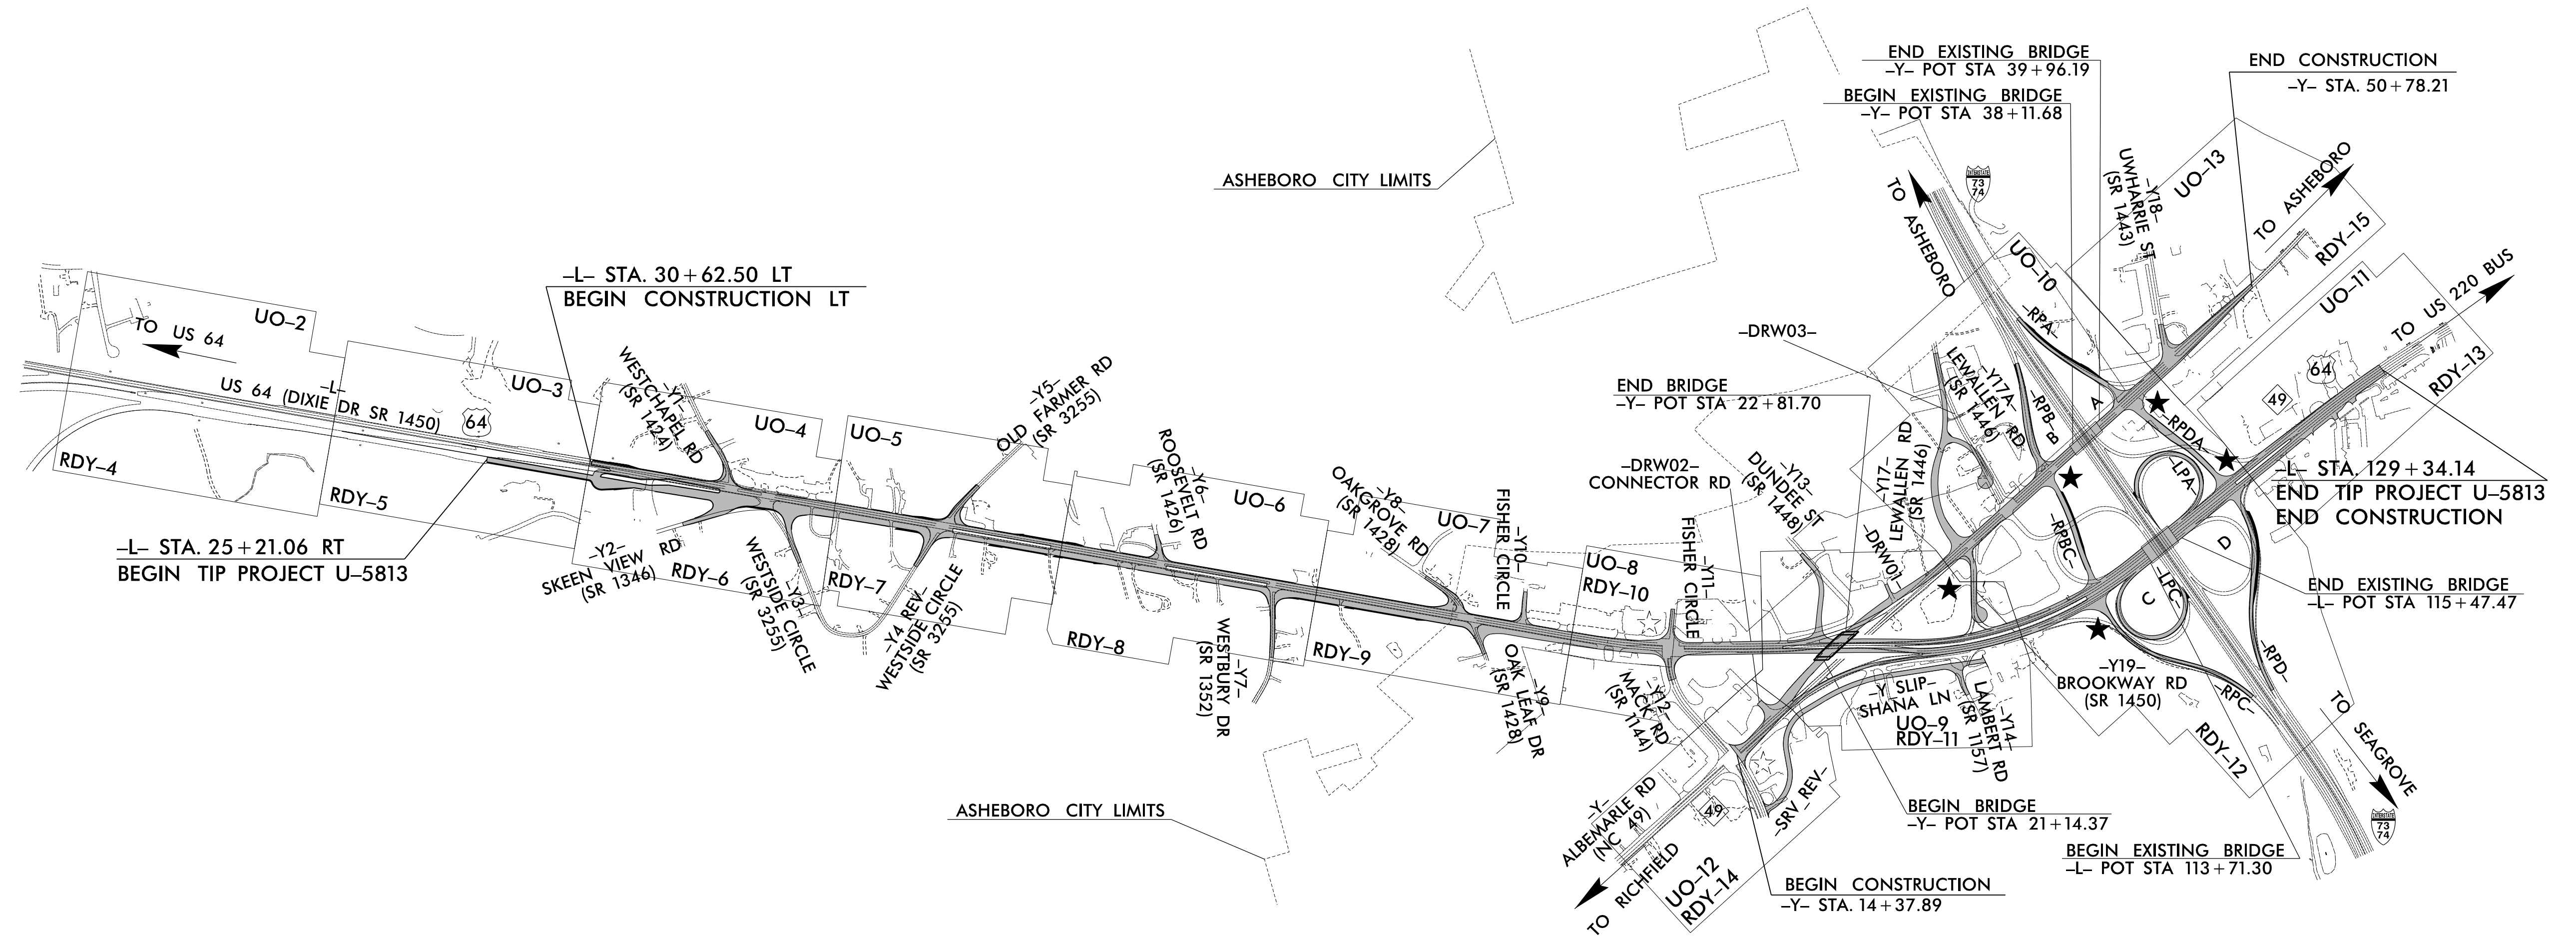 END EXISTING BRIDGE
–Y– POT STA 39+96.19
BEGIN EXISTING BRIDGE
–Y– POT STA 38+11.68
END CONSTRUCTION
–Y– STA. 50+78.21
ASHEBORO CITY LIMITS
TO ASHEBORO
INTERSTATE
73
74
–Y18–
UWHARRIE ST
(SR 1443)
UO–13
TO ASHEBORO
RDY–15
UO–10
UO–11
TO US 220 BUS
RDY–13
–L– STA. 30+62.50 LT
BEGIN CONSTRUCTION LT
UO–2
TO US 64
–L–
US 64 (DIXIE DR SR 1450)
64
UO–3
RDY–4
RDY–5
–L– STA. 25+21.06 RT
BEGIN TIP PROJECT U–5813
–Y1–
WESTCHAPEL RD
(SR 1424)
UO–4
UO–5
–Y5–
OLD FARMER RD
(SR 3255)
–Y2–
SKEEN VIEW RD
(SR 1346)
RDY–6
–Y3–
WESTSIDE CIRCLE
(SR 3255)
RDY–7
–Y4 REV–
WESTSIDE CIRCLE
(SR 3255)
–Y6–
ROOSEVELT RD
(SR 1426)
UO–6
RDY–8
–Y7–
WESTBURY DR
(SR 1352)
RDY–9
–Y8–
OAKGROVE RD
(SR 1428)
UO–7
–Y10–
FISHER CIRCLE
–Y9–
OAK LEAF DR
(SR 1428)
UO–8
RDY–10
–Y11–
FISHER CIRCLE
–Y12–
MACK RD
(SR 1144)
–DRW03–
END BRIDGE
–Y– POT STA 22+81.70
–DRW02–
CONNECTOR RD
–Y13–
DUNDEE ST
(SR 1448)
–DRW01–
–Y17–
LEWALLEN RD
(SR 1446)
–Y17A–
LEWALLEN RD
(SR 1446)
–RPA–
–RPB–
B
A
–RPDA–
–LPA–
–RPBC–
–LPC–
C
D
64
49
–L– STA. 129+34.14
END TIP PROJECT U–5813
END CONSTRUCTION
END EXISTING BRIDGE
–L– POT STA 115+47.47
–RPD–
–RPC–
–Y19–
BROOKWAY RD
(SR 1450)
RDY–12
TO SEAGROVE
INTERSTATE
73
74
–Y SLIP–
SHANA LN
UO–9
RDY–11
–Y14–
LAMBERT RD
(SR 1157)
–SRV REV–
49
–Y–
ALBEMARLE RD
(NC 49)
TO RICHFIELD
UO–12
RDY–14
BEGIN BRIDGE
–Y– POT STA 21+14.37
BEGIN EXISTING BRIDGE
–L– POT STA 113+71.30
BEGIN CONSTRUCTION
–Y– STA. 14+37.89
ASHEBORO CITY LIMITS